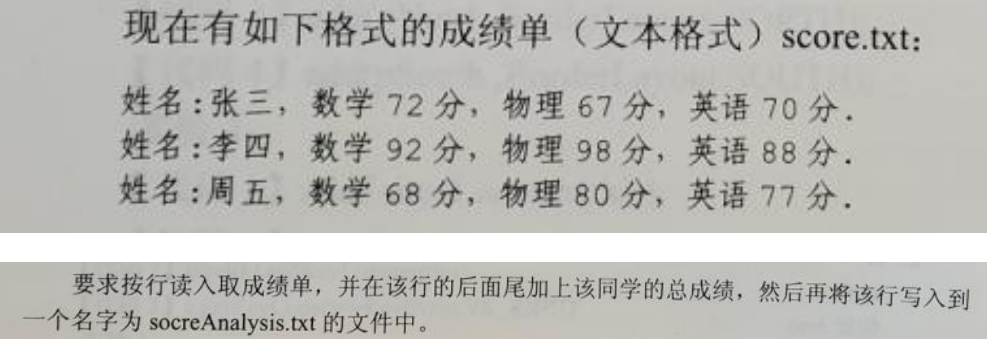 现在有如下格式的成绩单（文本格式）score.txt：
姓名:张三，数学 72 分，物理 67 分，英语 70 分.
姓名:李四，数学 92 分，物理 98 分，英语 88 分.
姓名:周五，数学 68 分，物理 80 分，英语 77 分.
要求按行读入取成绩单，并在该行的后面尾加上该同学的总成绩，然后再将该行写入到
一个名字为 socreAnalysis.txt 的文件中。